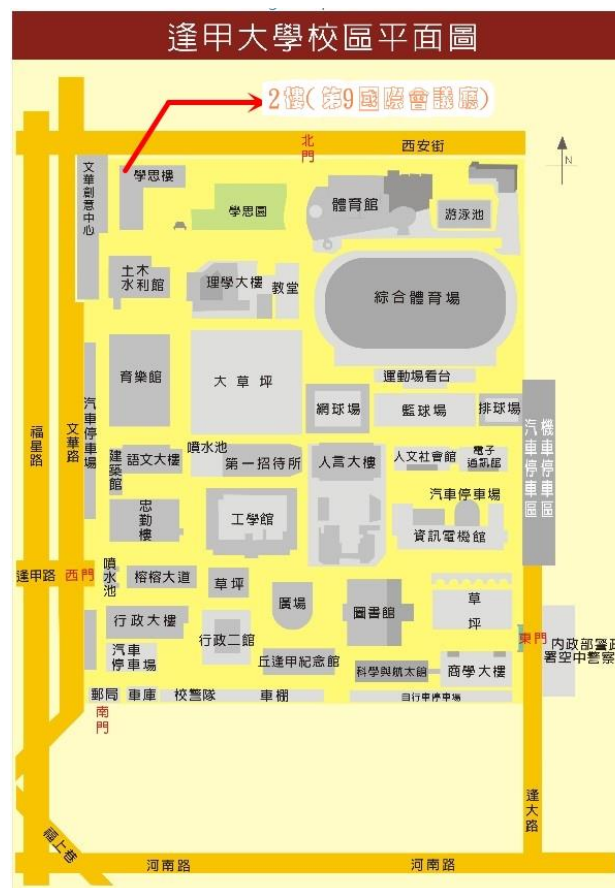 逢甲大學校區平面圖
2樓(第9國際會議廳)
北門
西安街
N
文華創意中心
學思樓
學思園
體育館
游泳池
土木
水利館
理學大樓
教堂
綜合體育場
育樂館
大草坪
運動場看台
網球場
籃球場
排球場
福星路
文華路
汽車停車場
機車停車區
汽車停車區
建築館
語文大樓
噴水池
第一招待所
人言大樓
人文社會館
電子
通訊館
忠勤樓
工學館
汽車停車場
資訊電機館
逢甲路
西門
噴水池
榕榕大道
草坪
廣場
圖書館
草坪
行政大樓
行政二館
東門
內政部警政
署空中警察
汽車
停車場
丘逢甲紀念館
科學與航太館
商學大樓
郵局
車庫
校警隊
車棚
自行車停車場
南門
逢大路
福上巷
河南路
河南路